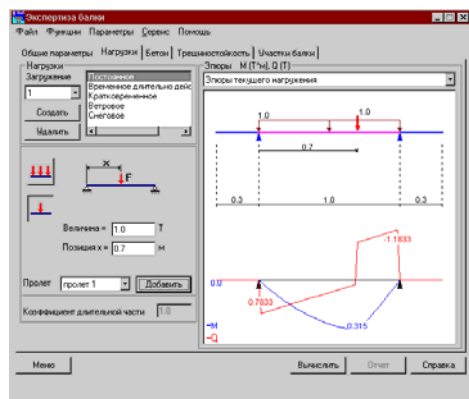 Экспертиза балки
Файл Функции Параметры Сервис Помощь
Общие параметры Нагрузки Бетон Трещиностойкость Участки балки
Нагрузки
Загружение
1
Создать
Удалить
Постоянное
Временное длительно дейс
Кратковременное
Ветровое
Снеговое
x
F
Величина = 1.0 Т
Позиция x = 0.7 м
Пролет пролет 1 Добавить
Коэффициент длительной части 1.0
Эпюры M (Т*м), Q (Т)
Эпюры текущего нагружения
1.0 1.0
0.7
0.3 1.0 0.3
-1.1833
0.0
0.7833
0.315
M
Q
Меню Вычислить Отчет Справка